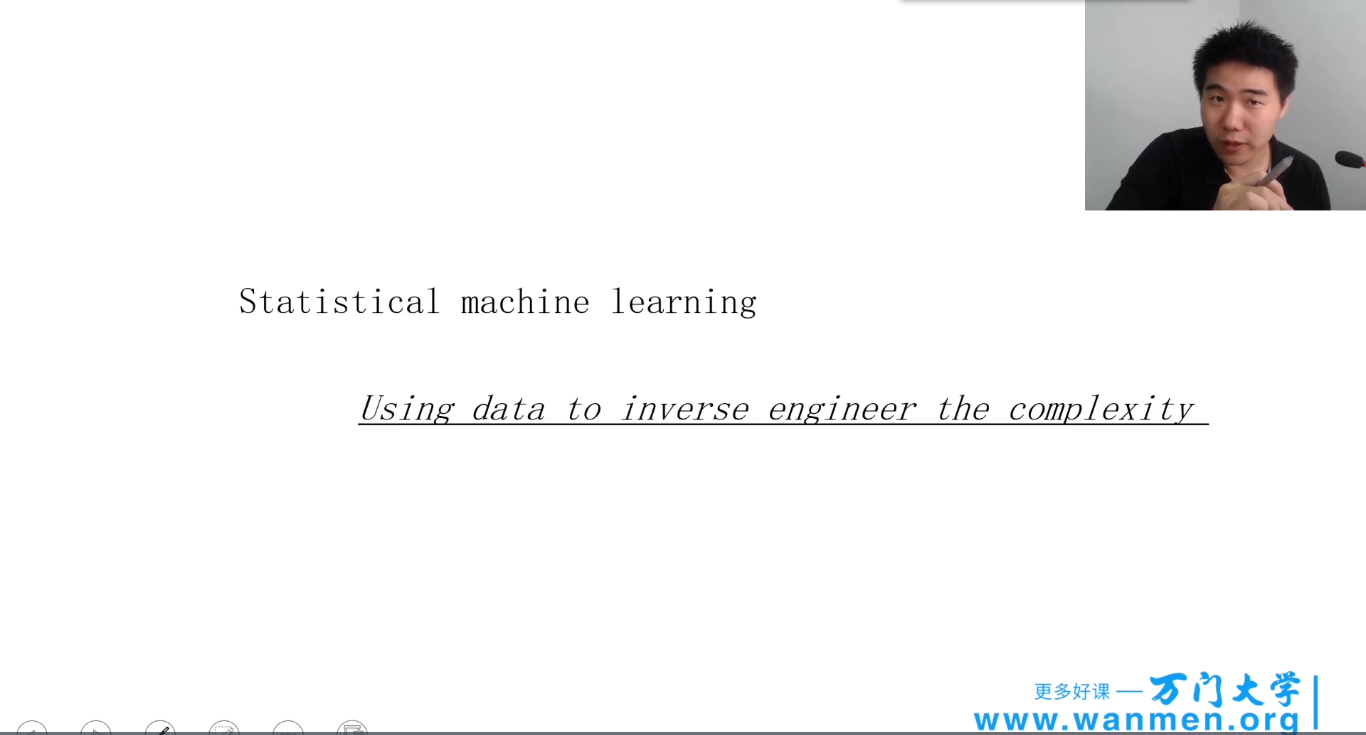 Statistical machine learning
Using data to inverse engineer the complexity
更多好课 — 万门大学
www.wanmen.org